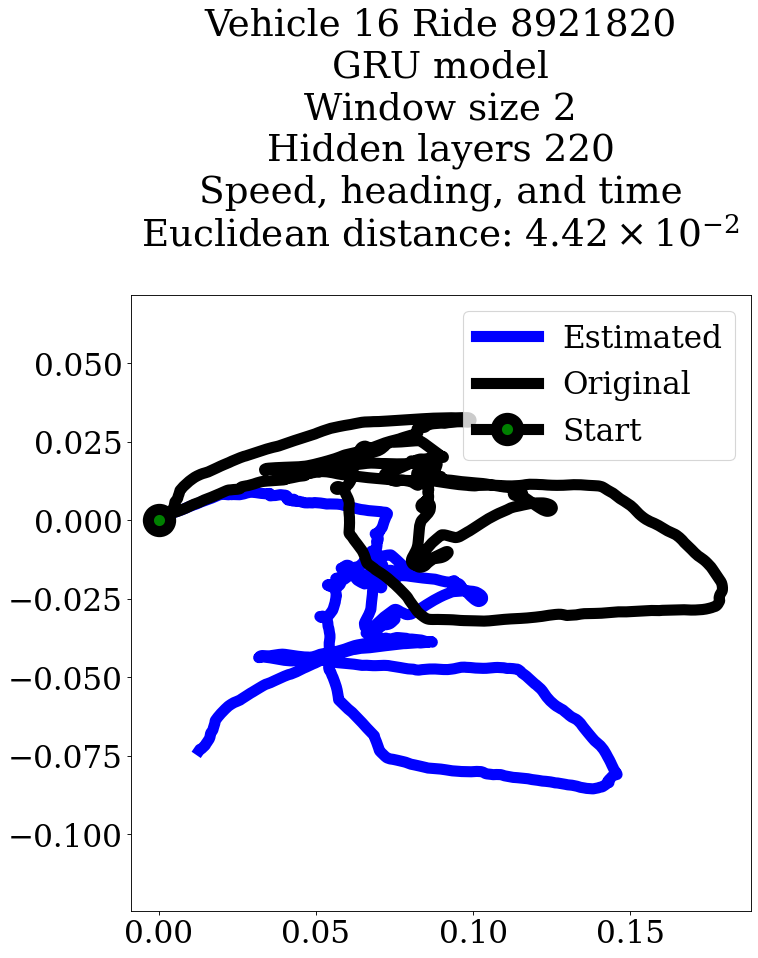 Vehicle 16 Ride 8921820
GRU model
Window size 2
Hidden layers 220
Speed, heading, and time
Euclidean distance: 4.42 × 10⁻²
Estimated
Original
Start
0.050
0.025
0.000
−0.025
−0.050
−0.075
−0.100
0.00 0.05 0.10 0.15